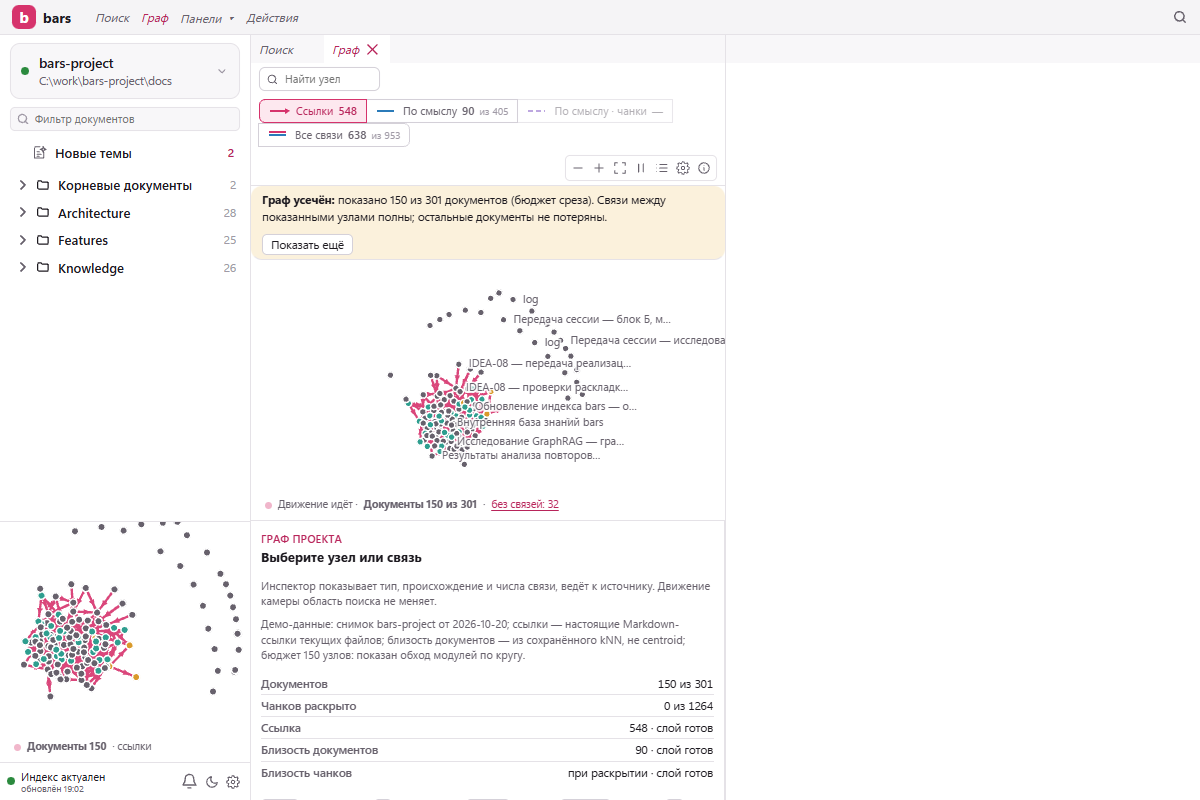 b bars Поиск Граф Панели Действия
bars-project
C:\work\bars-project\docs
Фильтр документов
Новые темы 2
Корневые документы 2
Architecture 28
Features 25
Knowledge 26
Документы 150 · ссылки
Индекс актуален
обновлён 19:02
Поиск Граф
Найти узел
Ссылки 548 По смыслу 90 из 405 По смыслу · чанки —
Все связи 638 из 953
Граф усечён: показано 150 из 301 документов (бюджет среза). Связи между
показанными узлами полны; остальные документы не потеряны.
Показать ещё
log
Передача сессии — блок Б, м...
log Передача сессии — исследова
IDEA-08 — передача реализац...
IDEA-08 — проверки раскладк...
Обновление индекса bars — о...
Внутренняя база знаний bars
Исследование GraphRAG — гра...
Результаты анализа повторов...
Движение идёт · Документы 150 из 301 · без связей: 32
ГРАФ ПРОЕКТА
Выберите узел или связь
Инспектор показывает тип, происхождение и числа связи, ведёт к источнику. Движение
камеры область поиска не меняет.
Демо-данные: снимок bars-project от 2026-10-20; ссылки — настоящие Markdown-
ссылки текущих файлов; близость документов — из сохранённого kNN, не centroid;
бюджет 150 узлов: показан обход модулей по кругу.
Документы 150 из 301
Чанков раскрыто 0 из 1264
Ссылка 548 · слой готов
Близость документов 90 · слой готов
Близость чанков при раскрытии · слой готов